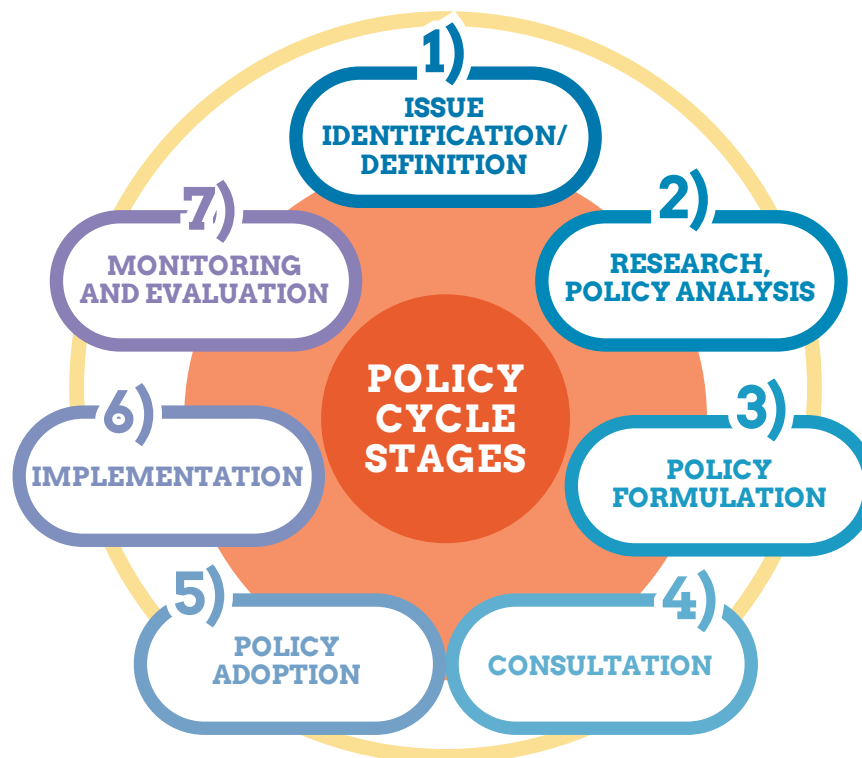 1)
ISSUE
IDENTIFICATION/
DEFINITION
2)
RESEARCH,
POLICY ANALYSIS
3)
POLICY
FORMULATION
4)
CONSULTATION
5)
POLICY
ADOPTION
6)
IMPLEMENTATION
7)
MONITORING
AND EVALUATION
POLICY
CYCLE
STAGES